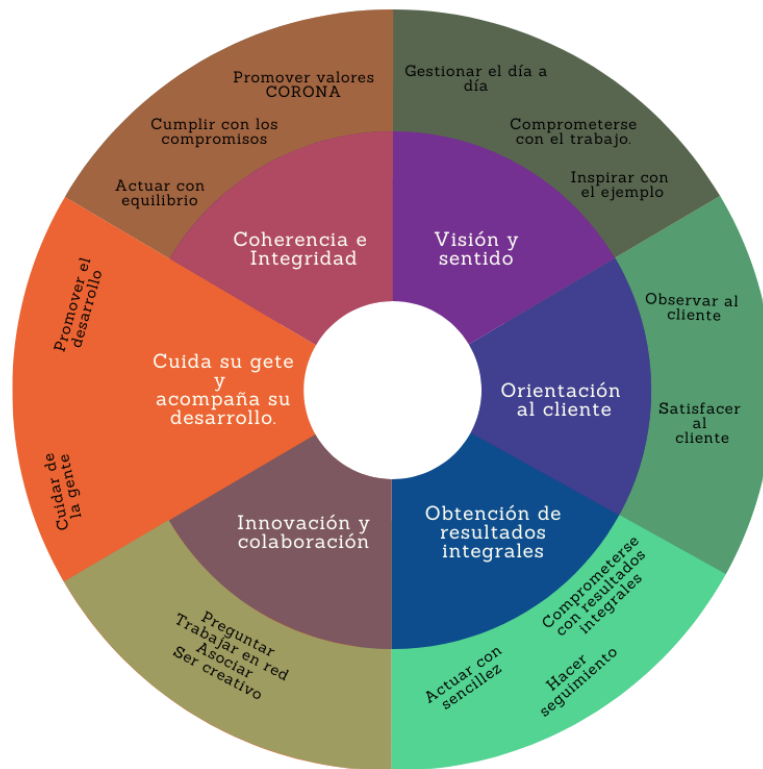 Promover valores
CORONA
Cumplir con los
compromisos
Actuar con
equilibrio
Gestionar el día a
día
Comprometerse
con el trabajo.
Inspirar con
el ejemplo
Coherencia e
Integridad
Visión y
sentido
Observar al
cliente
Satisfacer
al
cliente
Orientación
al cliente
Promover el
desarrollo
Cuidar de
la gente
Cuida su gete
y
acompaña su
desarrollo.
Innovación y
colaboración
Obtención de
resultados
integrales
Preguntar
Trabajar en red
Asociar
Ser creativo
Comprometerse
con resultados
integrales
Actuar con
sencillez
Hacer
seguimiento